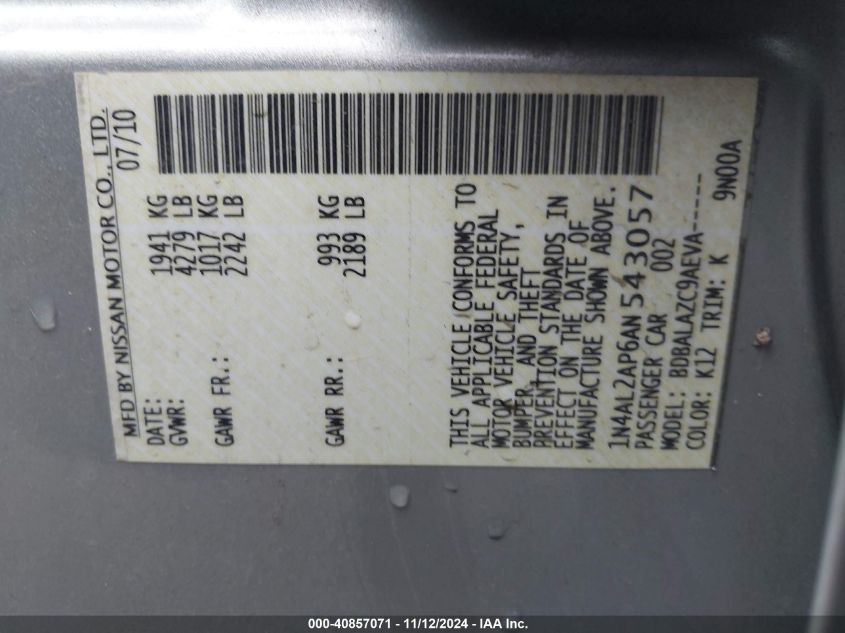 MFD BY NISSAN MOTOR CO., LTD.
DATE: 07/10
GVWR: 1941 KG
4279 LB
GAWR FR.: 1017 KG
2242 LB
GAWR RR.: 993 KG
2189 LB
THIS VEHICLE CONFORMS TO
ALL APPLICABLE FEDERAL
MOTOR VEHICLE SAFETY,
BUMPER, AND THEFT
PREVENTION STANDARDS IN
EFFECT ON THE DATE OF
MANUFACTURE SHOWN ABOVE.
1N4AL2AP6AN543057
PASSENGER CAR 002
MODEL: BDBALAZC9AEVA-----
COLOR: K12 TRIM: K 9N00A
000-40857071 - 11/12/2024 - IAA Inc.